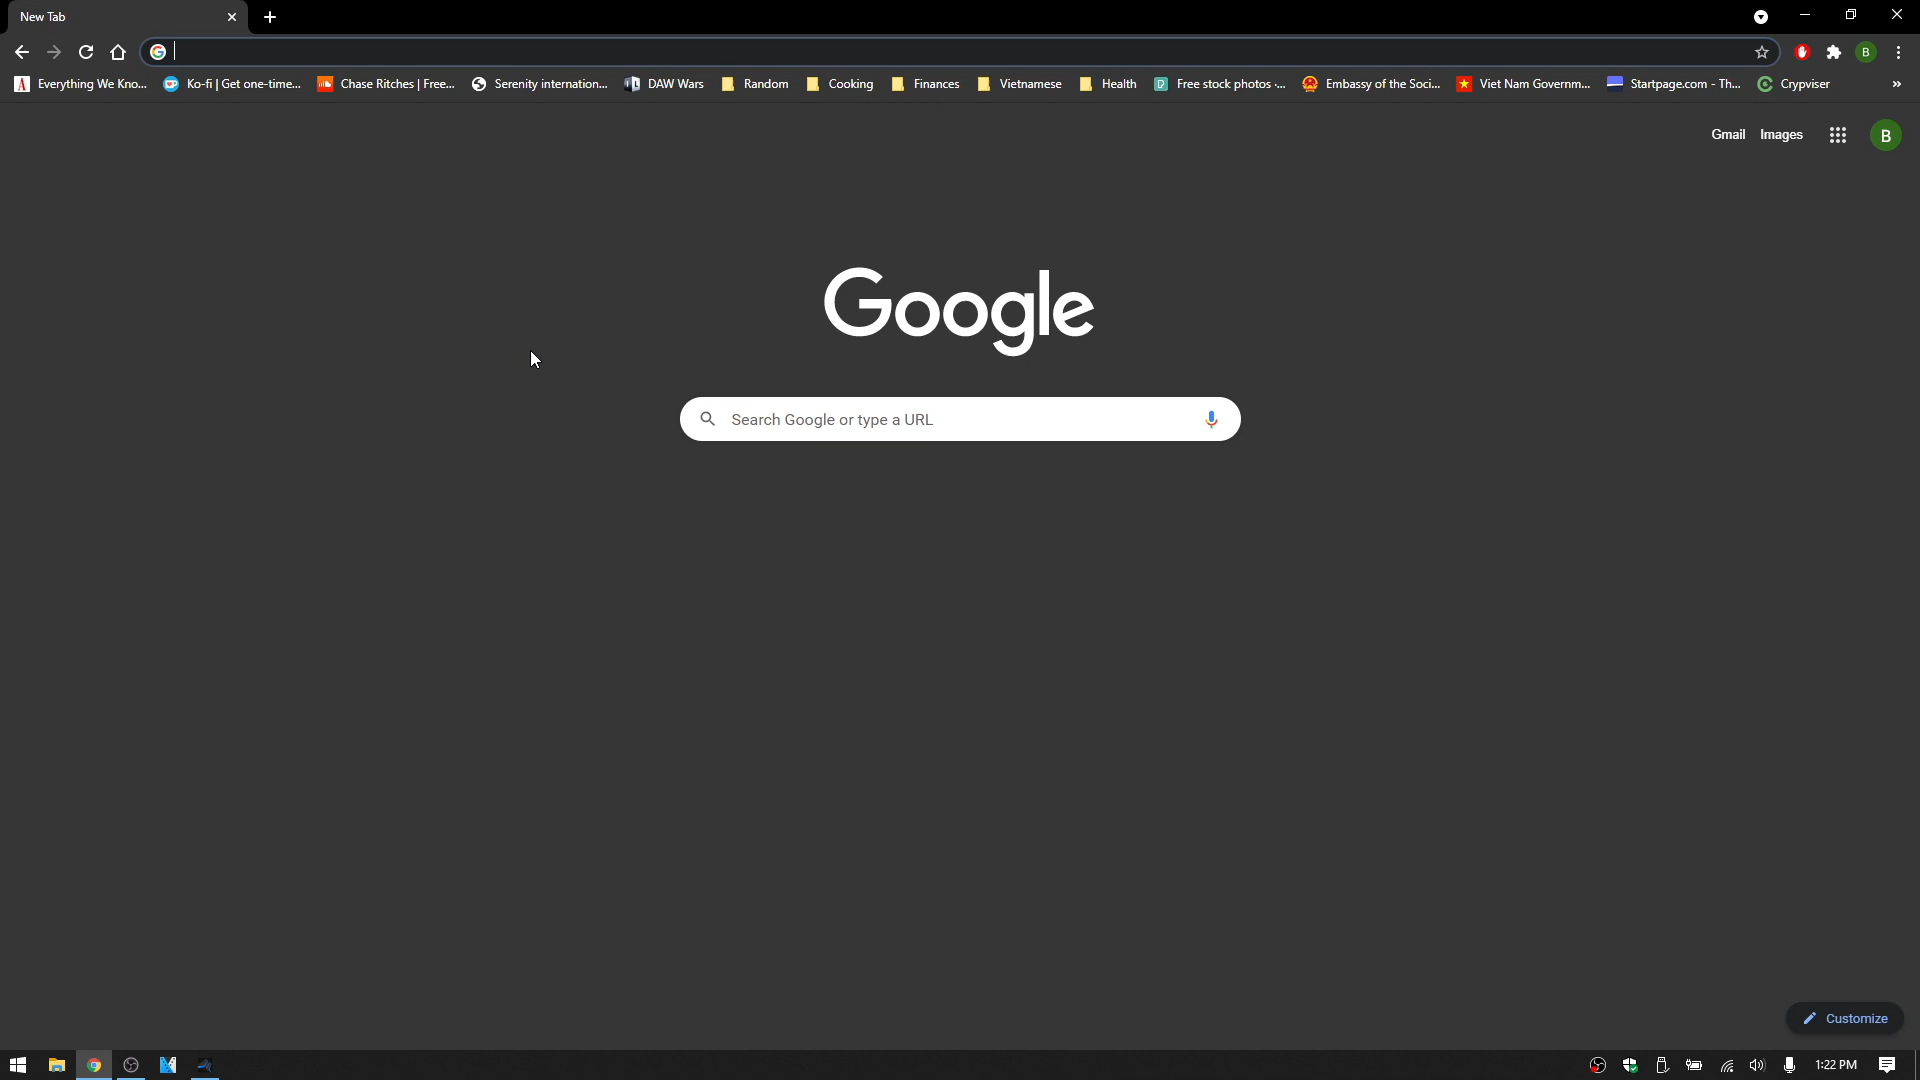 New Tab
Everything We Kno... Ko-fi | Get one-time... Chase Ritches | Free... Serenity internation... DAW Wars Random Cooking Finances Vietnamese Health Free stock photos -... Embassy of the Soci... Viet Nam Governm... Startpage.com - Th... Crypviser »
Gmail Images B
Google
Search Google or type a URL
Customize
1:22 PM